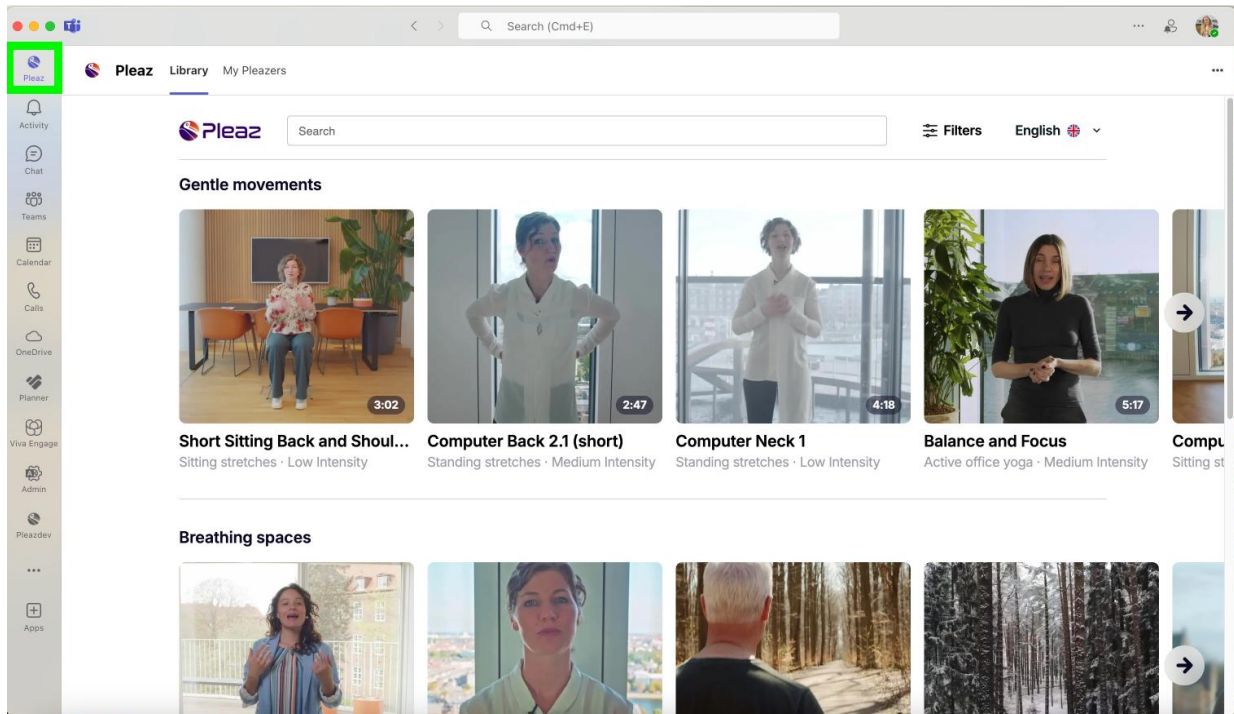 Search (Cmd+E)
Pleaz
Pleaz Library My Pleazers
Activity
Chat
Teams
Calendar
Calls
OneDrive
Planner
Viva Engage
Admin
Pleazdev
Apps
Pleaz
Search
Filters
English
Gentle movements
3:02
2:47
4:18
5:17
Short Sitting Back and Shoul...
Sitting stretches · Low Intensity
Computer Back 2.1 (short)
Standing stretches · Medium Intensity
Computer Neck 1
Standing stretches · Low Intensity
Balance and Focus
Active office yoga · Medium Intensity
Compu
Sitting st
Breathing spaces